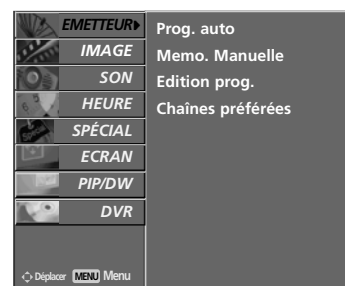 EMETTEUR
IMAGE
SON
HEURE
SPÉCIAL
ECRAN
PIP/DW
DVR
Déplacer MENU Menu
Prog. auto
Memo. Manuelle
Edition prog.
Chaînes préférées